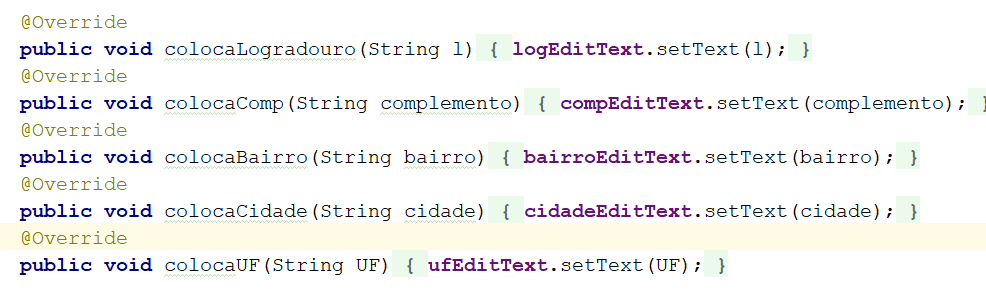 @Override
public void colocaLogradouro(String l) { logEditText.setText(l); }
@Override
public void colocaComp(String complemento) { compEditText.setText(complemento); }
@Override
public void colocaBairro(String bairro) { bairroEditText.setText(bairro); }
@Override
public void colocaCidade(String cidade) { cidadeEditText.setText(cidade); }
@Override
public void colocaUF(String UF) { ufEditText.setText(UF); }